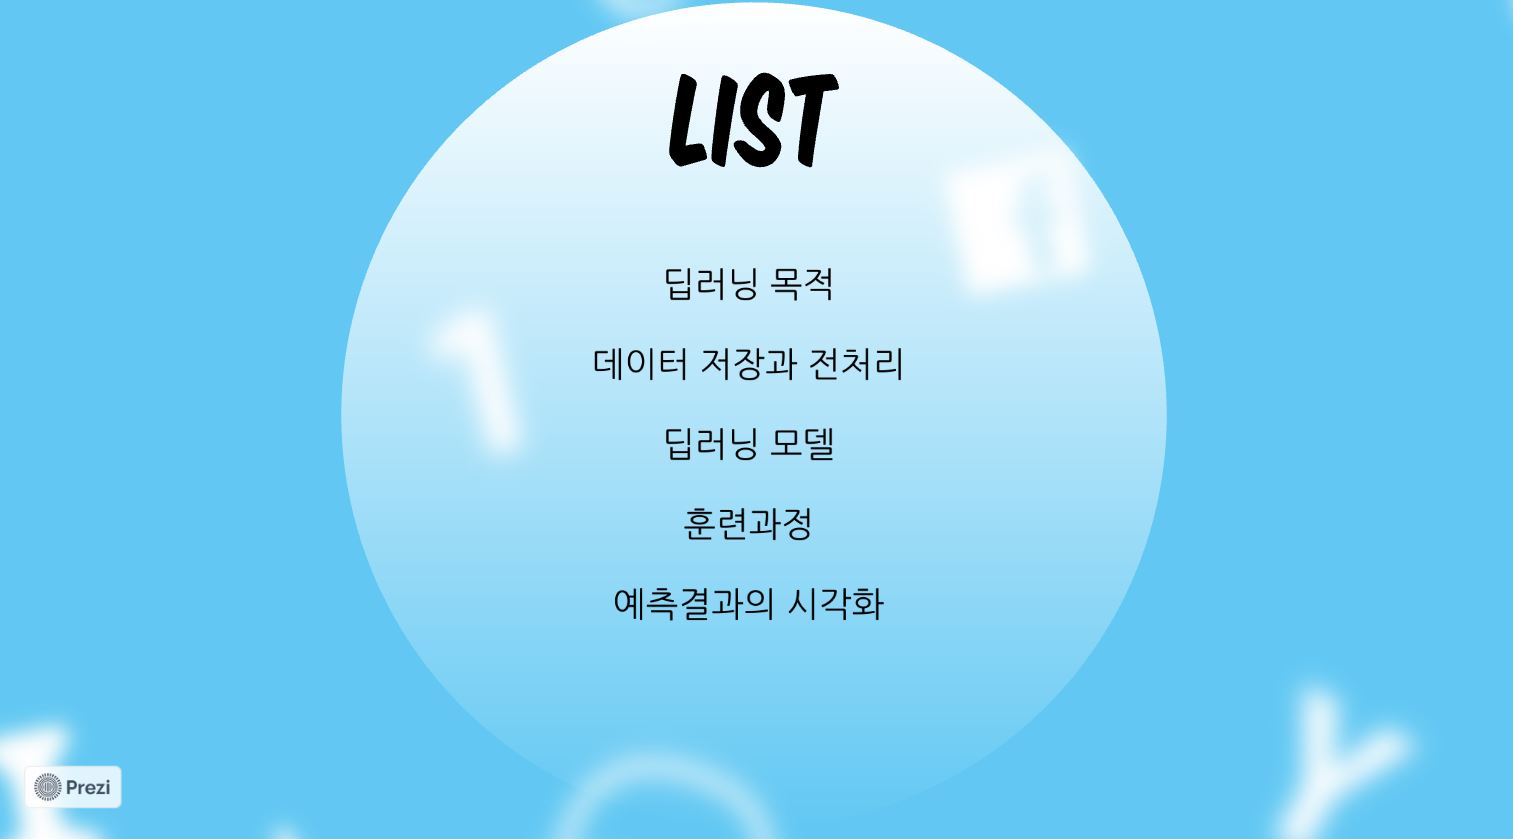 LIST
딥러닝 목적
데이터 저장과 전처리
딥러닝 모델
훈련과정
예측결과의 시각화
Prezi